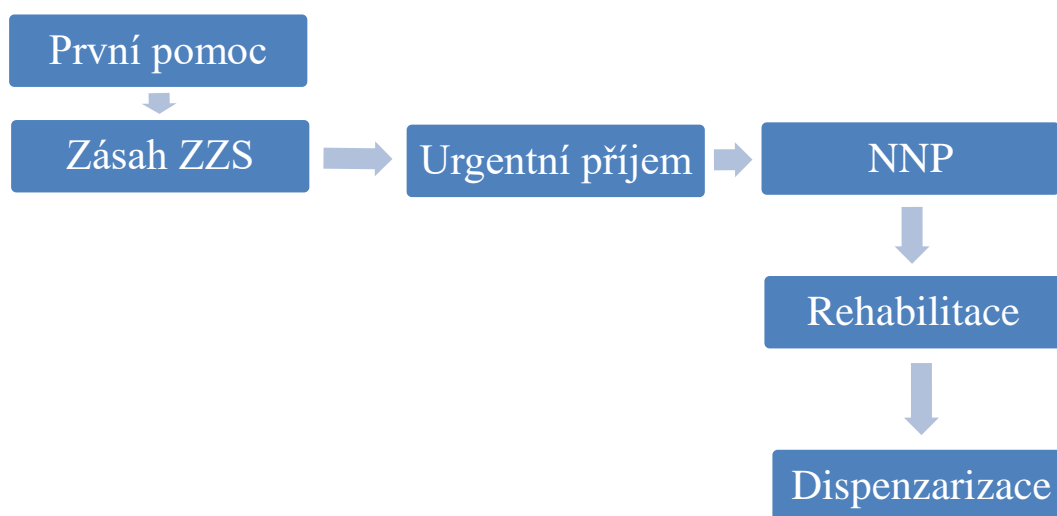 První pomoc
Zásah ZZS
Urgentní příjem
NNP
Rehabilitace
Dispenzarizace